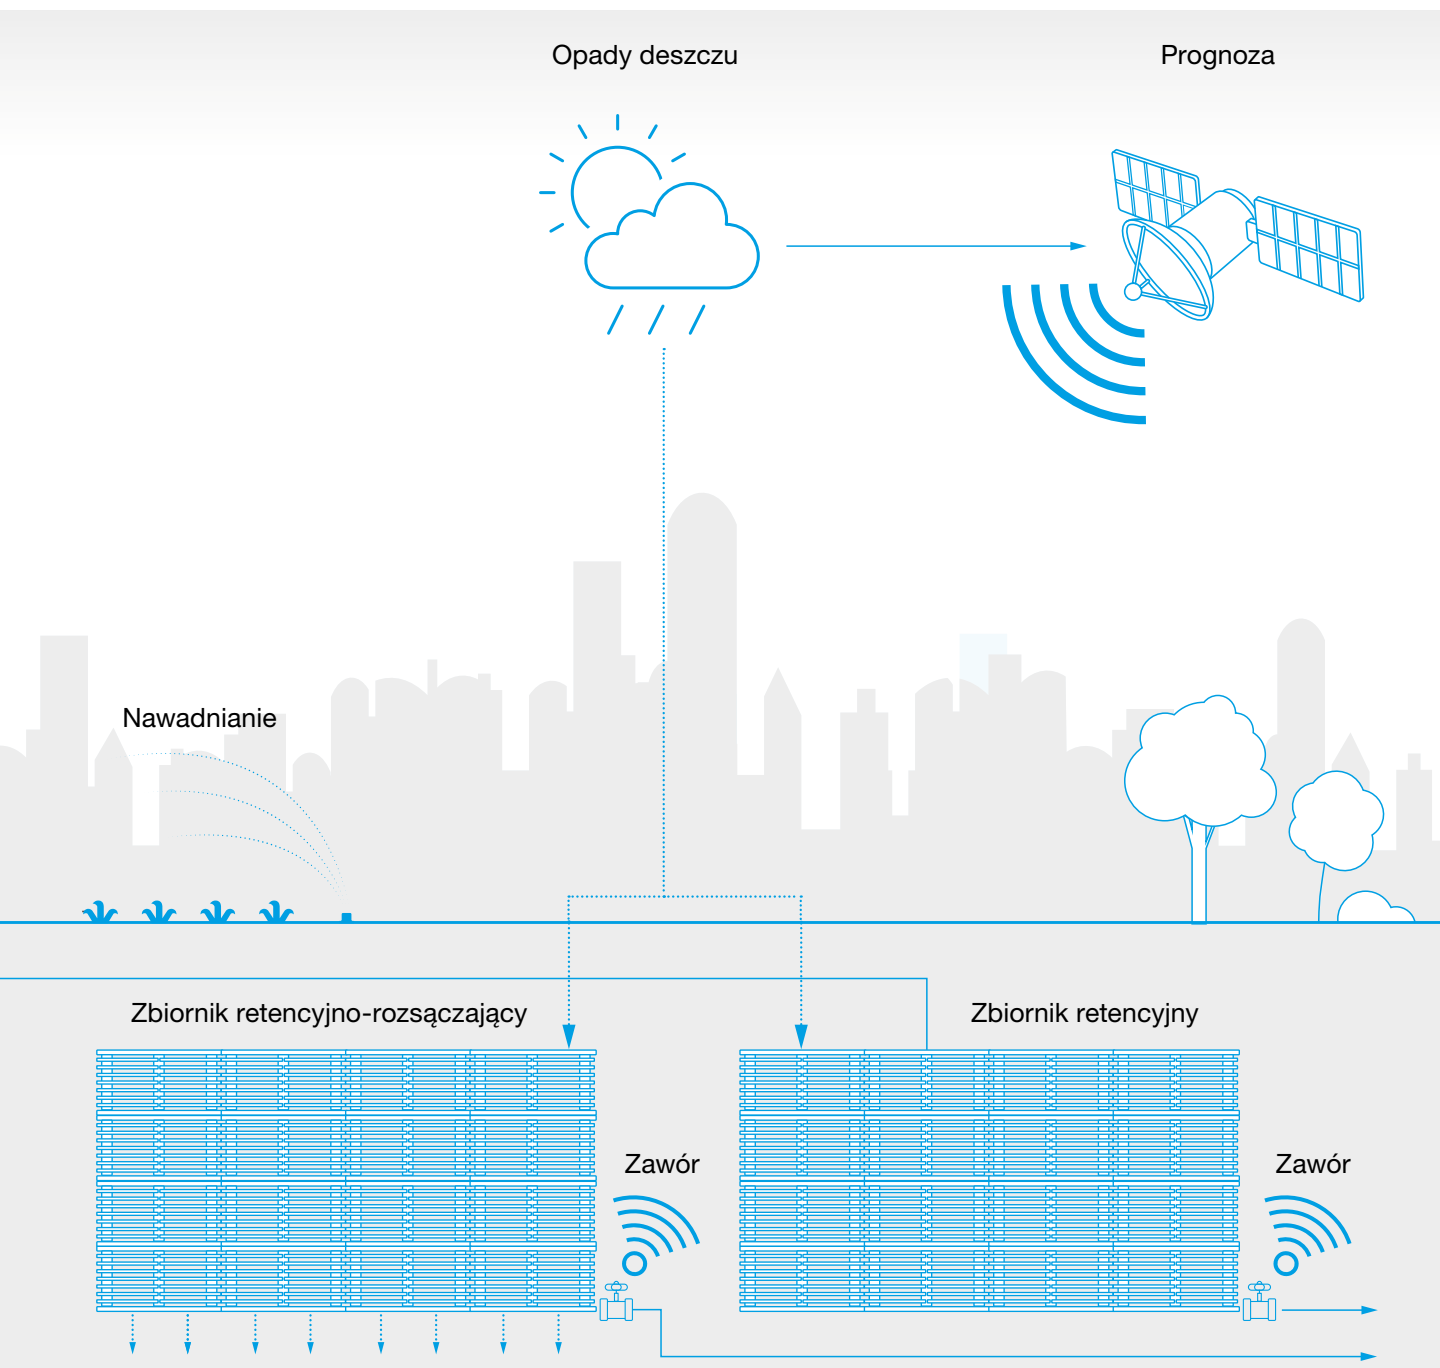 Opady deszczu
Prognoza
Nawadnianie
Zbiornik retencyjno-rozsączający
Zbiornik retencyjny
Zawór
Zawór